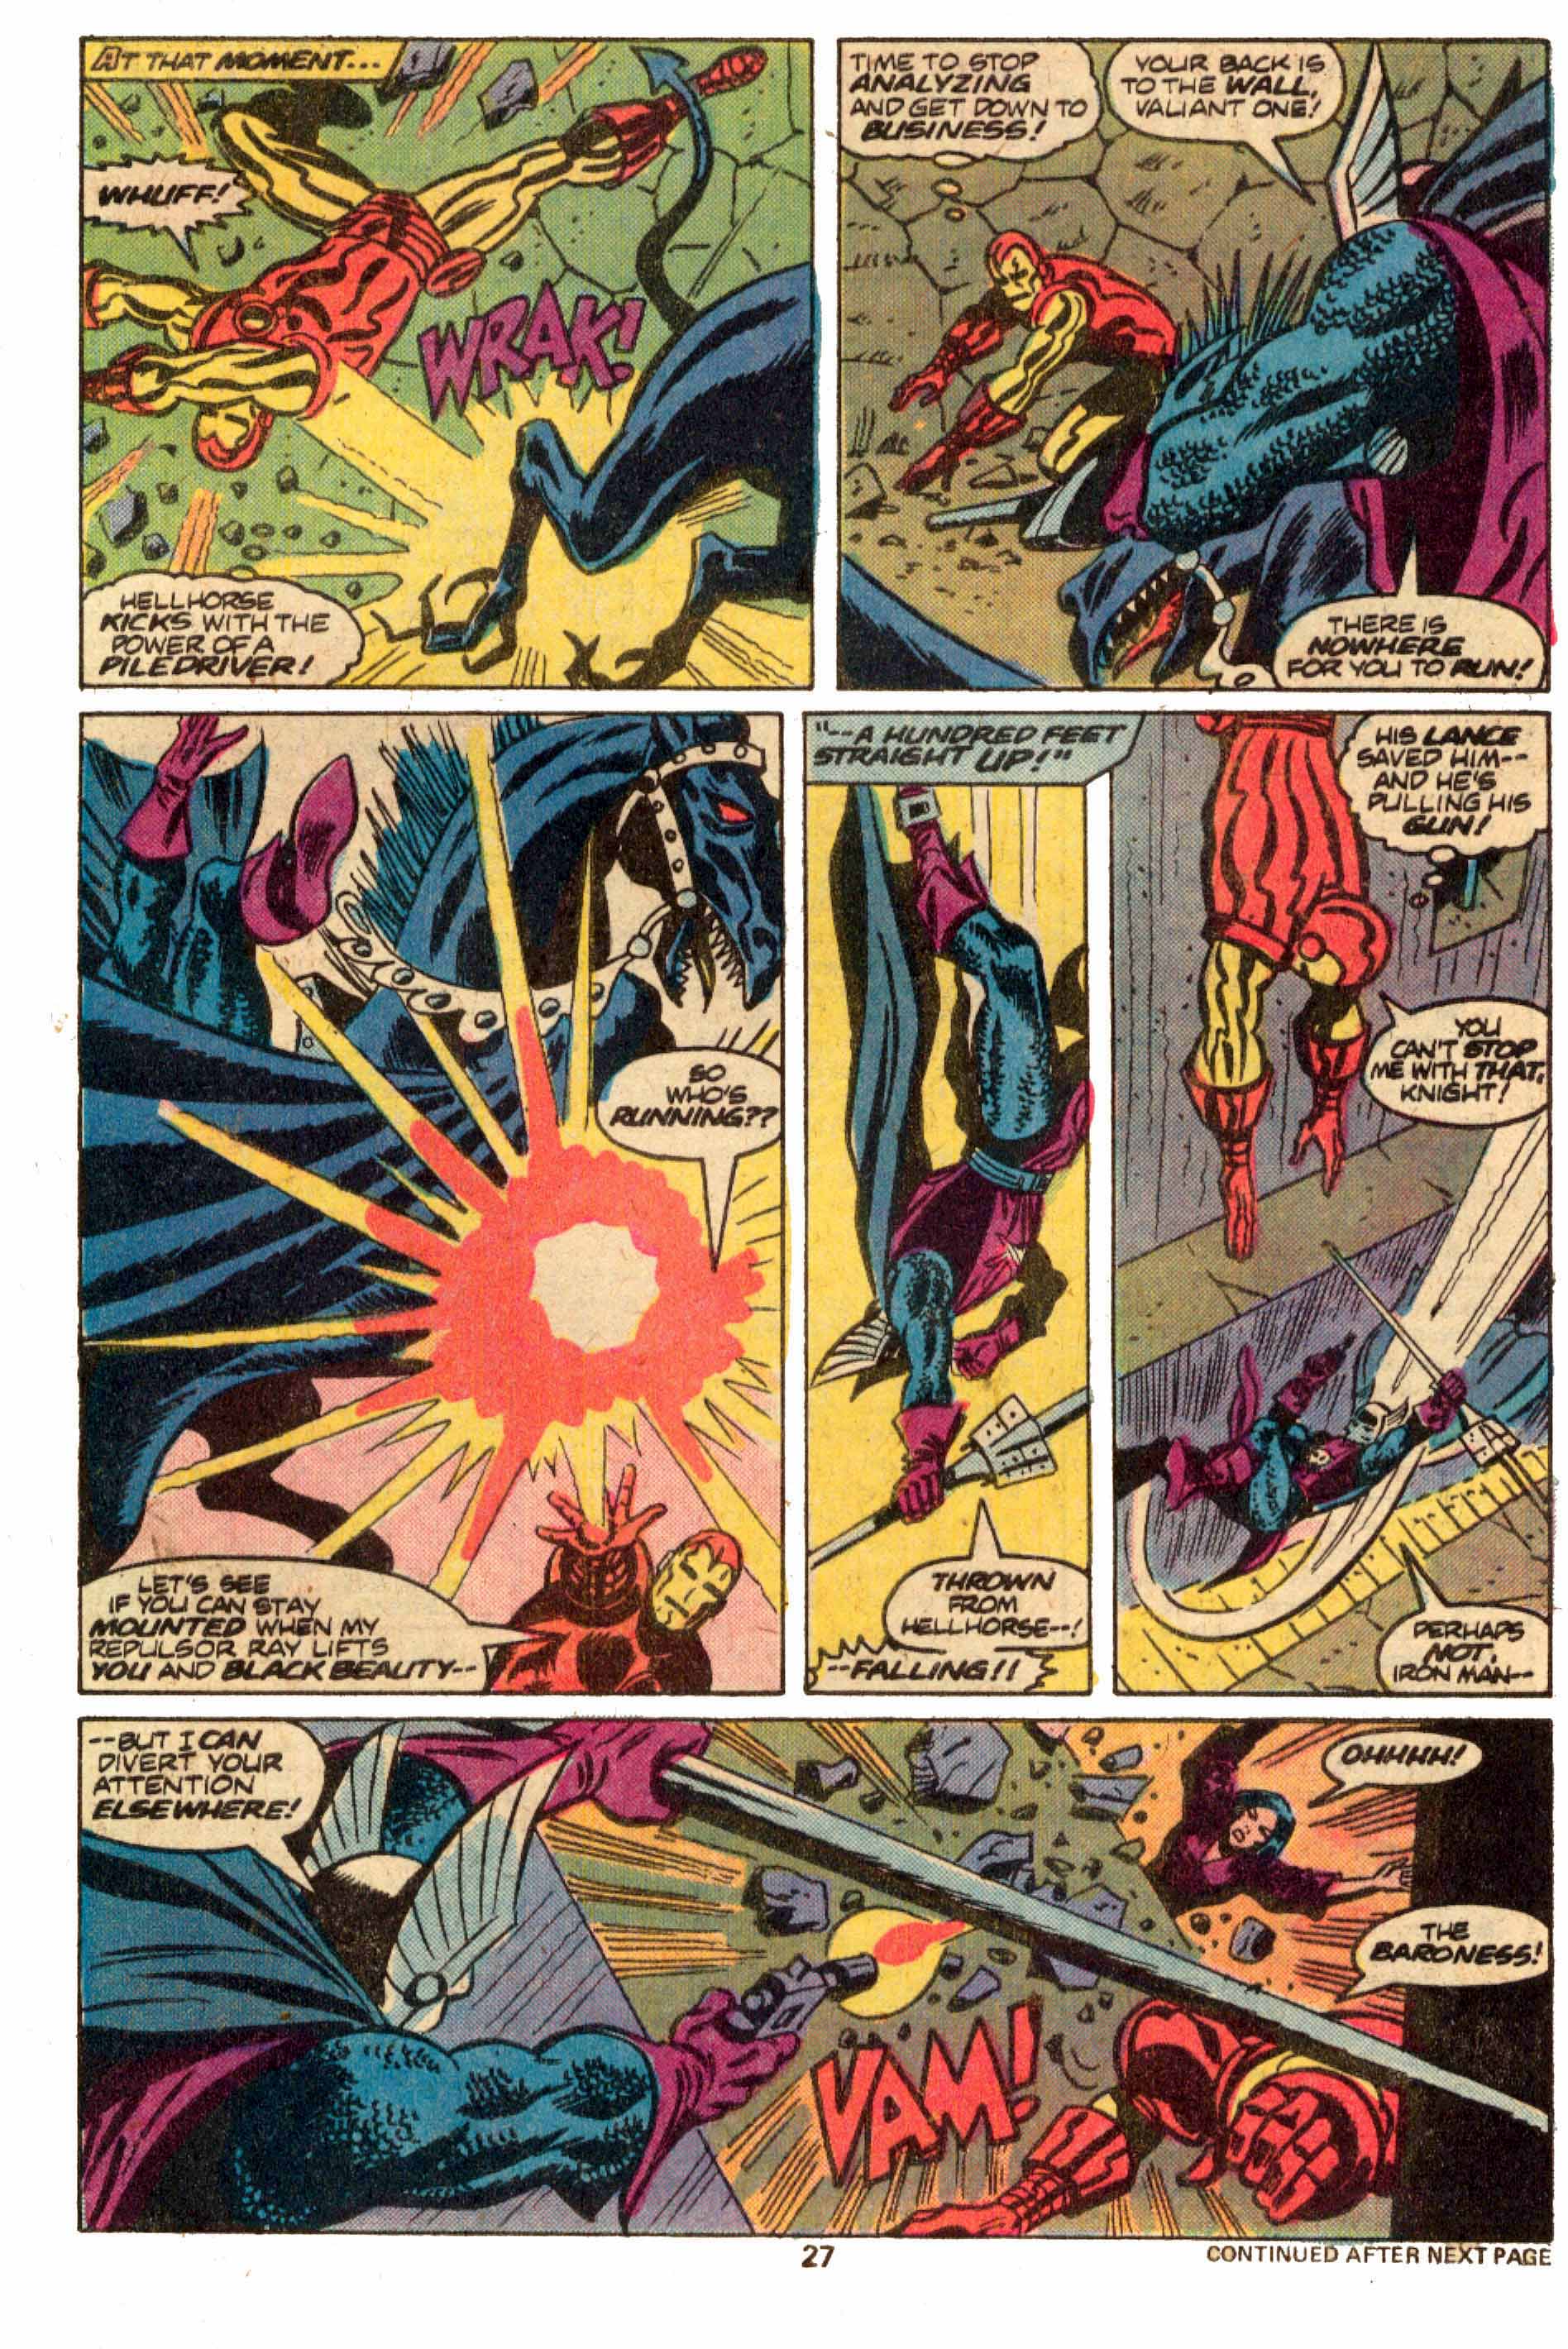 AT THAT MOMENT...
WHUFF!
WRAK!
HELLHORSE
KICKS WITH THE
POWER OF A
PILEDRIVER!
TIME TO STOP
ANALYZING
AND GET DOWN TO
BUSINESS!
YOUR BACK IS
TO THE WALL,
VALIANT ONE!
THERE IS
NOWHERE
FOR YOU TO RUN!
SO
WHO'S
RUNNING??
LET'S SEE
IF YOU CAN STAY
MOUNTED WHEN MY
REPULSOR RAY LIFTS
YOU AND BLACK BEAUTY--
"--A HUNDRED FEET
STRAIGHT UP!"
THROWN
FROM
HELLHORSE--!
--FALLING!!
HIS LANCE
SAVED HIM--
AND HE'S
PULLING HIS
GUN!
YOU
CAN'T STOP
ME WITH THAT,
KNIGHT!
PERHAPS
NOT,
IRON MAN--
--BUT I CAN
DIVERT YOUR
ATTENTION
ELSEWHERE!
VAM!
OHHHH!
THE
BARONESS!
27
CONTINUED AFTER NEXT PAGE